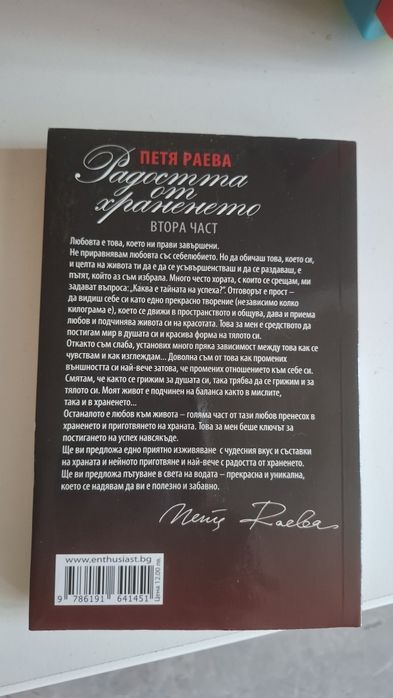 ПЕТЯ РАЕВА
Радостта
от
храненето
ВТОРА ЧАСТ
Любовта е това, което ни прави завършени.
Не приравнявам любовта със себелюбието. Но да обичаш това, което си,
и целта на живота ти да е да се усъвършенстваш и да се раздаваш, е
пътят, който аз съм избрала. Много често хората, с които се срещам, ми
задават въпроса: „Каква е тайната на успеха?". Отговорът е прост –
да видиш себе си като едно прекрасно творение (независимо колко
килограма е), което се движи в пространството и общува, дава и приема
любов и подчинява живота си на красотата. Това за мен е средството да
постигам мир в душата си и красива форма на тялото си.
Откакто съм слаба, установих много пряка зависимост между това как се
чувствам и как изглеждам... Доволна съм от това как промених
външността си най-вече затова, че промених отношението към себе си.
Смятам, че както се грижим за душата си, така трябва да се грижим и за
тялото си. Моят живот е подчинен на баланса както в мислите,
така и в храненето...
Останалото е любов към живота – голяма част от тази любов пренесох в
храненето и приготвянето на храната. Това за мен беше ключът за
постигането на успех навсякъде.
Ще ви предложа едно приятно изживяване с чудесния вкус и съставки
на храната и нейното приготвяне и най-вече с радостта от храненето.
Ще ви предложа пътуване в света на водата – прекрасна и уникална,
което се надявам да ви е полезно и забавно.
Петя Раева
www.enthusiast.bg
Цена 12.00 лв.
9 786191 641451